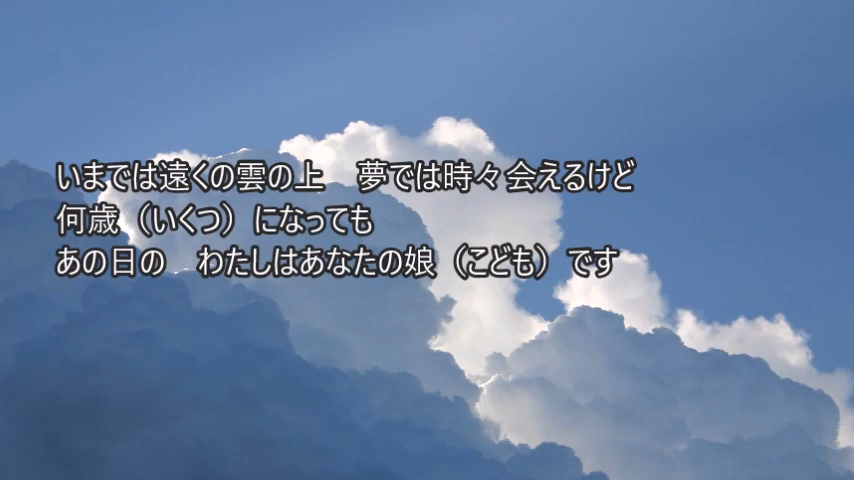 いまでは遠くの雲の上　夢では時々会えるけど
何歳（いくつ）になっても
あの日の　わたしはあなたの娘（こども）です